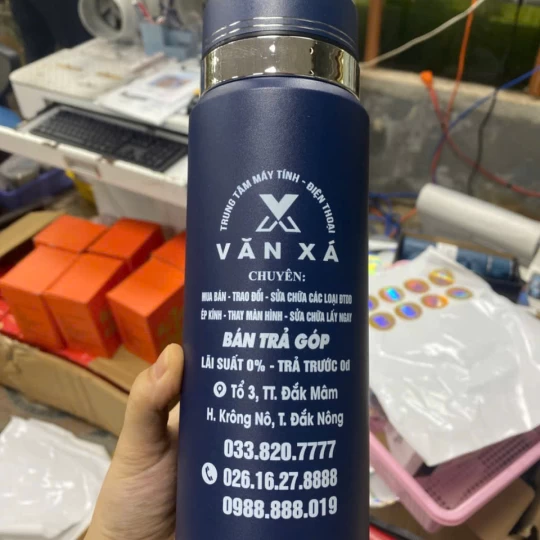 TRUNG TÂM MÁY TÍNH - ĐIỆN THOẠI
VĂN XÁ
CHUYÊN:
MUA BÁN - TRAO ĐỔI - SỬA CHỮA CÁC LOẠI ĐTDĐ
ÉP KÍNH - THAY MÀN HÌNH - SỬA CHỮA LẤY NGAY
BÁN TRẢ GÓP
LÃI SUẤT 0% - TRẢ TRƯỚC 0đ
Tổ 3, TT. Đắk Mâm
H. Krông Nô, T. Đắk Nông
033.820.7777
026.16.27.8888
0988.888.019